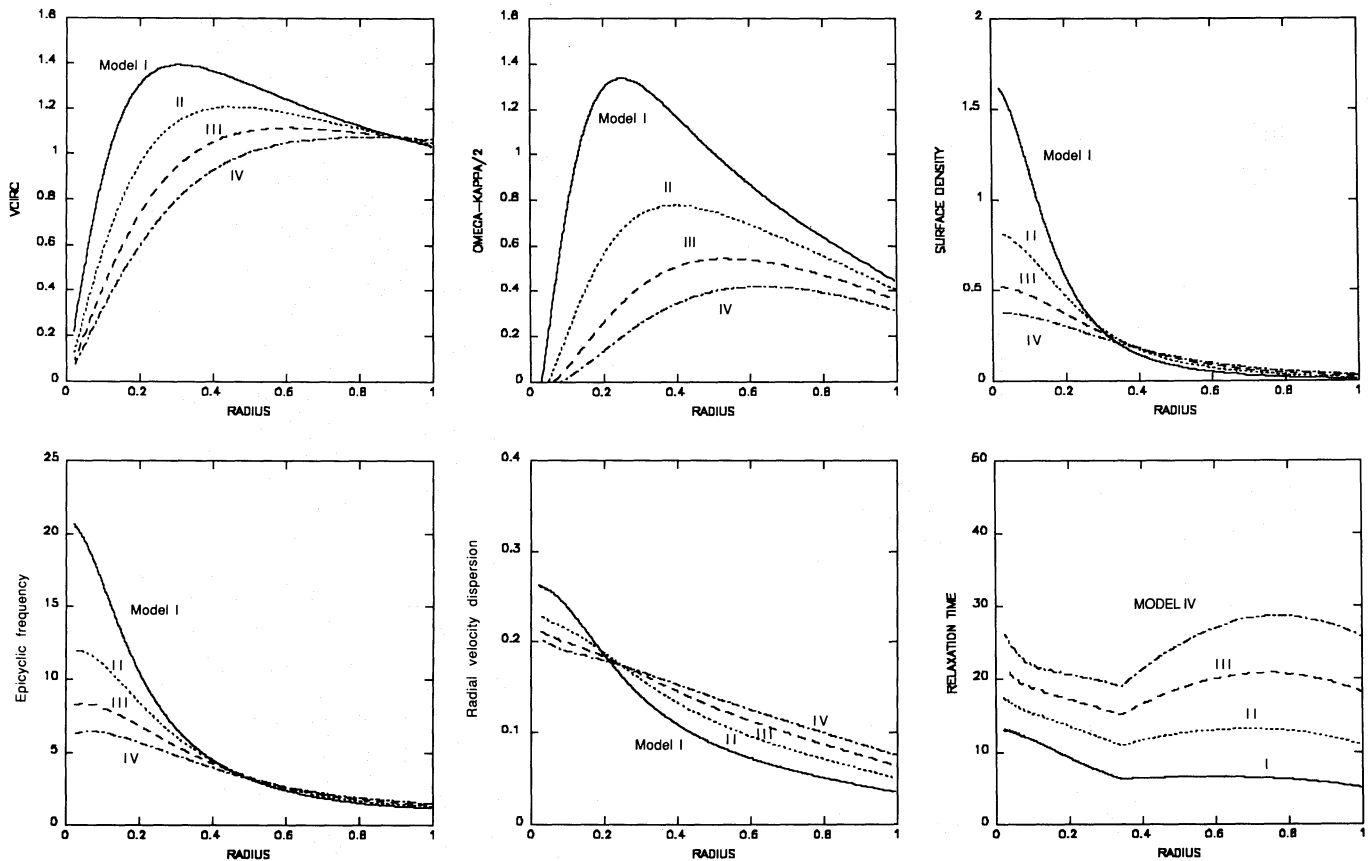 1.6
1.4
1.2
1
0.8
0.6
0.4
0.2
0
VCIRC
Model I
II
III
IV
0 0.2 0.4 0.6 0.8 1
RADIUS
1.6
1.4
1.2
1
0.8
0.6
0.4
0.2
0
OMEGA-KAPPA/2
Model I
II
III
IV
0 0.2 0.4 0.6 0.8 1
RADIUS
2
1.5
1
0.5
0
SURFACE DENSITY
Model I
II
III
IV
0 0.2 0.4 0.6 0.8 1
RADIUS
25
20
15
10
5
0
Epicyclic frequency
Model I
II
III
IV
0 0.2 0.4 0.6 0.8 1
RADIUS
0.4
0.3
0.2
0.1
0
Radial velocity dispersion
IV
III
II
Model I
0 0.2 0.4 0.6 0.8 1
RADIUS
50
40
30
20
10
0
RELAXATION TIME
MODEL IV
III
II
I
0 0.2 0.4 0.6 0.8 1
RADIUS